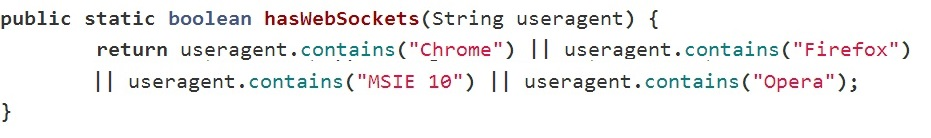 public static boolean hasWebSockets(String useragent) {
return useragent.contains("Chrome") || useragent.contains("Firefox")
|| useragent.contains("MSIE 10") || useragent.contains("Opera");
}